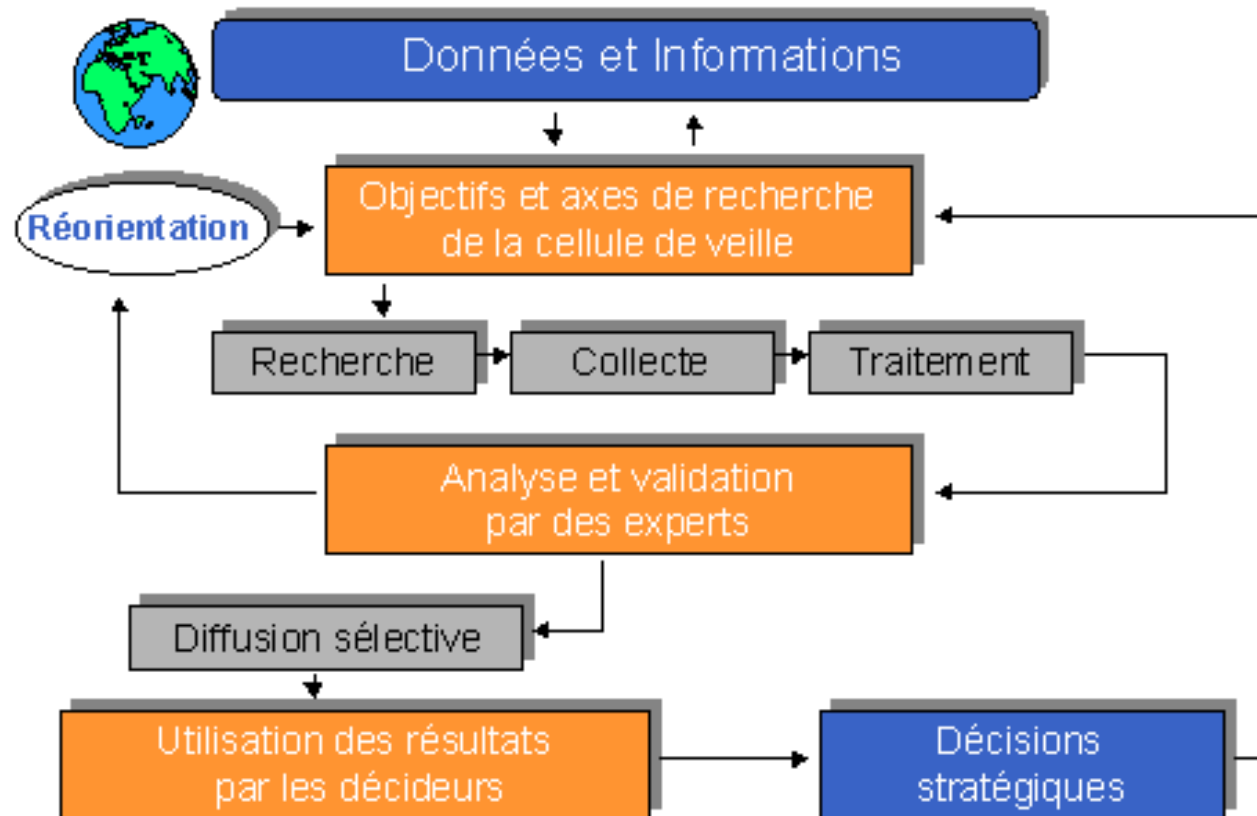 Données et Informations
Objectifs et axes de recherche
de la cellule de veille
Réorientation
Recherche
Collecte
Traitement
Analyse et validation
par des experts
Diffusion sélective
Utilisation des résultats
par les décideurs
Décisions
stratégiques